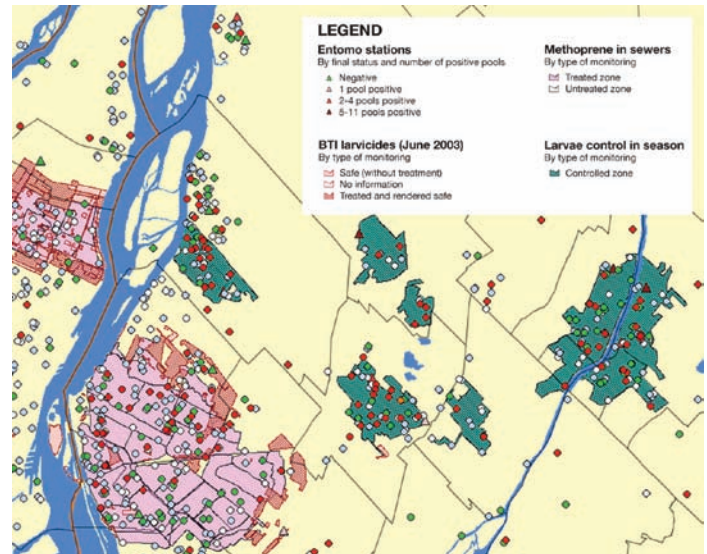 LEGEND
Entomo stations
By final status and number of positive pools
Negative
1 pool positive
2-4 pools positive
5-11 pools positive
Methoprene in sewers
By type of monitoring
Treated zone
Untreated zone
BTI larvicides (June 2003)
By type of monitoring
Safe (without treatment)
No information
Treated and rendered safe
Larvae control in season
By type of monitoring
Controlled zone